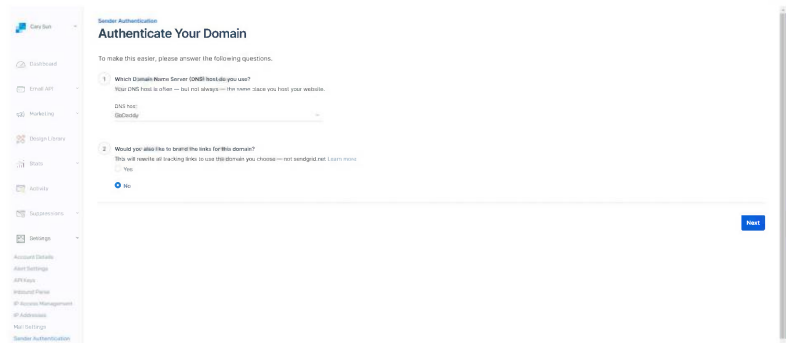 Sender Authentication
Authenticate Your Domain
To make this easier, please answer the following questions.
1 Which Domain Name Server (DNS) host do you use?
Your DNS host is often — but not always — the same place you host your website.
DNS host
GoDaddy
2 Would you also like to brand the links for this domain?
This will rewrite all tracking links to use the domain you choose — not sendgrid.net Learn more
Yes
No
Next
Dashboard
Email API
Marketing
Design Library
Stats
Activity
Suppressions
Settings
Account Details
Alert Settings
API Keys
Inbound Parse
IP Access Management
IP Addresses
Mail Settings
Sender Authentication